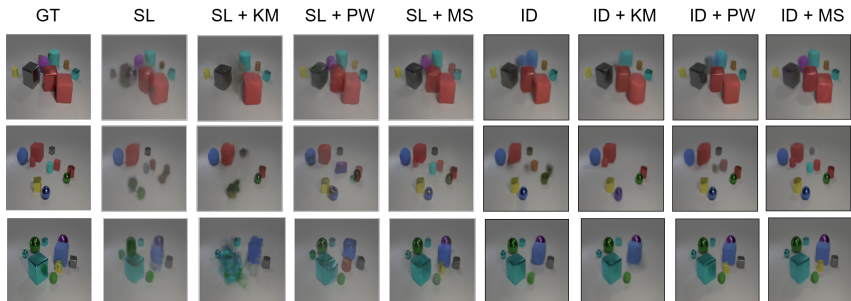 GT SL SL + KM SL + PW SL + MS ID ID + KM ID + PW ID + MS